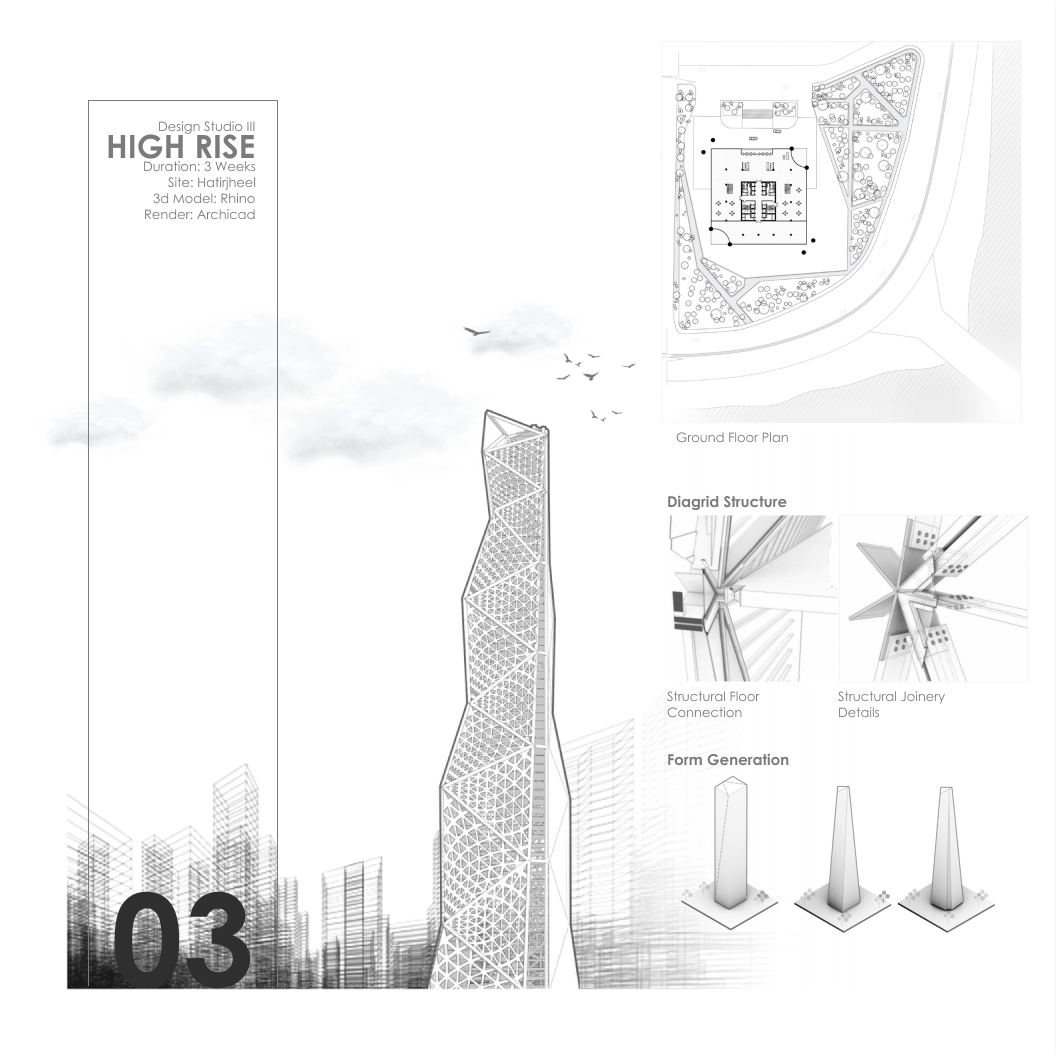 Design Studio III
HIGH RISE
Duration: 3 Weeks
Site: Hatirjheel
3d Model: Rhino
Render: Archicad
03
Ground Floor Plan
Diagrid Structure
Structural Floor
Connection
Structural Joinery
Details
Form Generation